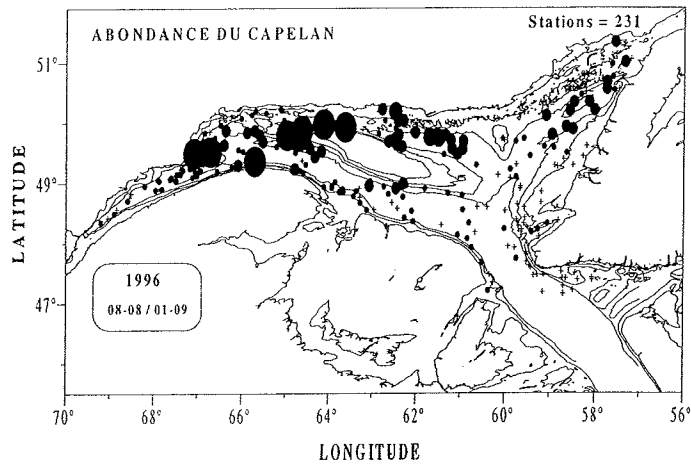 ABONDANCE DU CAPELAN
Stations = 231
51°
49°
47°
LATITUDE
1996
08-08 / 01-09
70° 68° 66° 64° 62° 60° 58° 56°
LONGITUDE